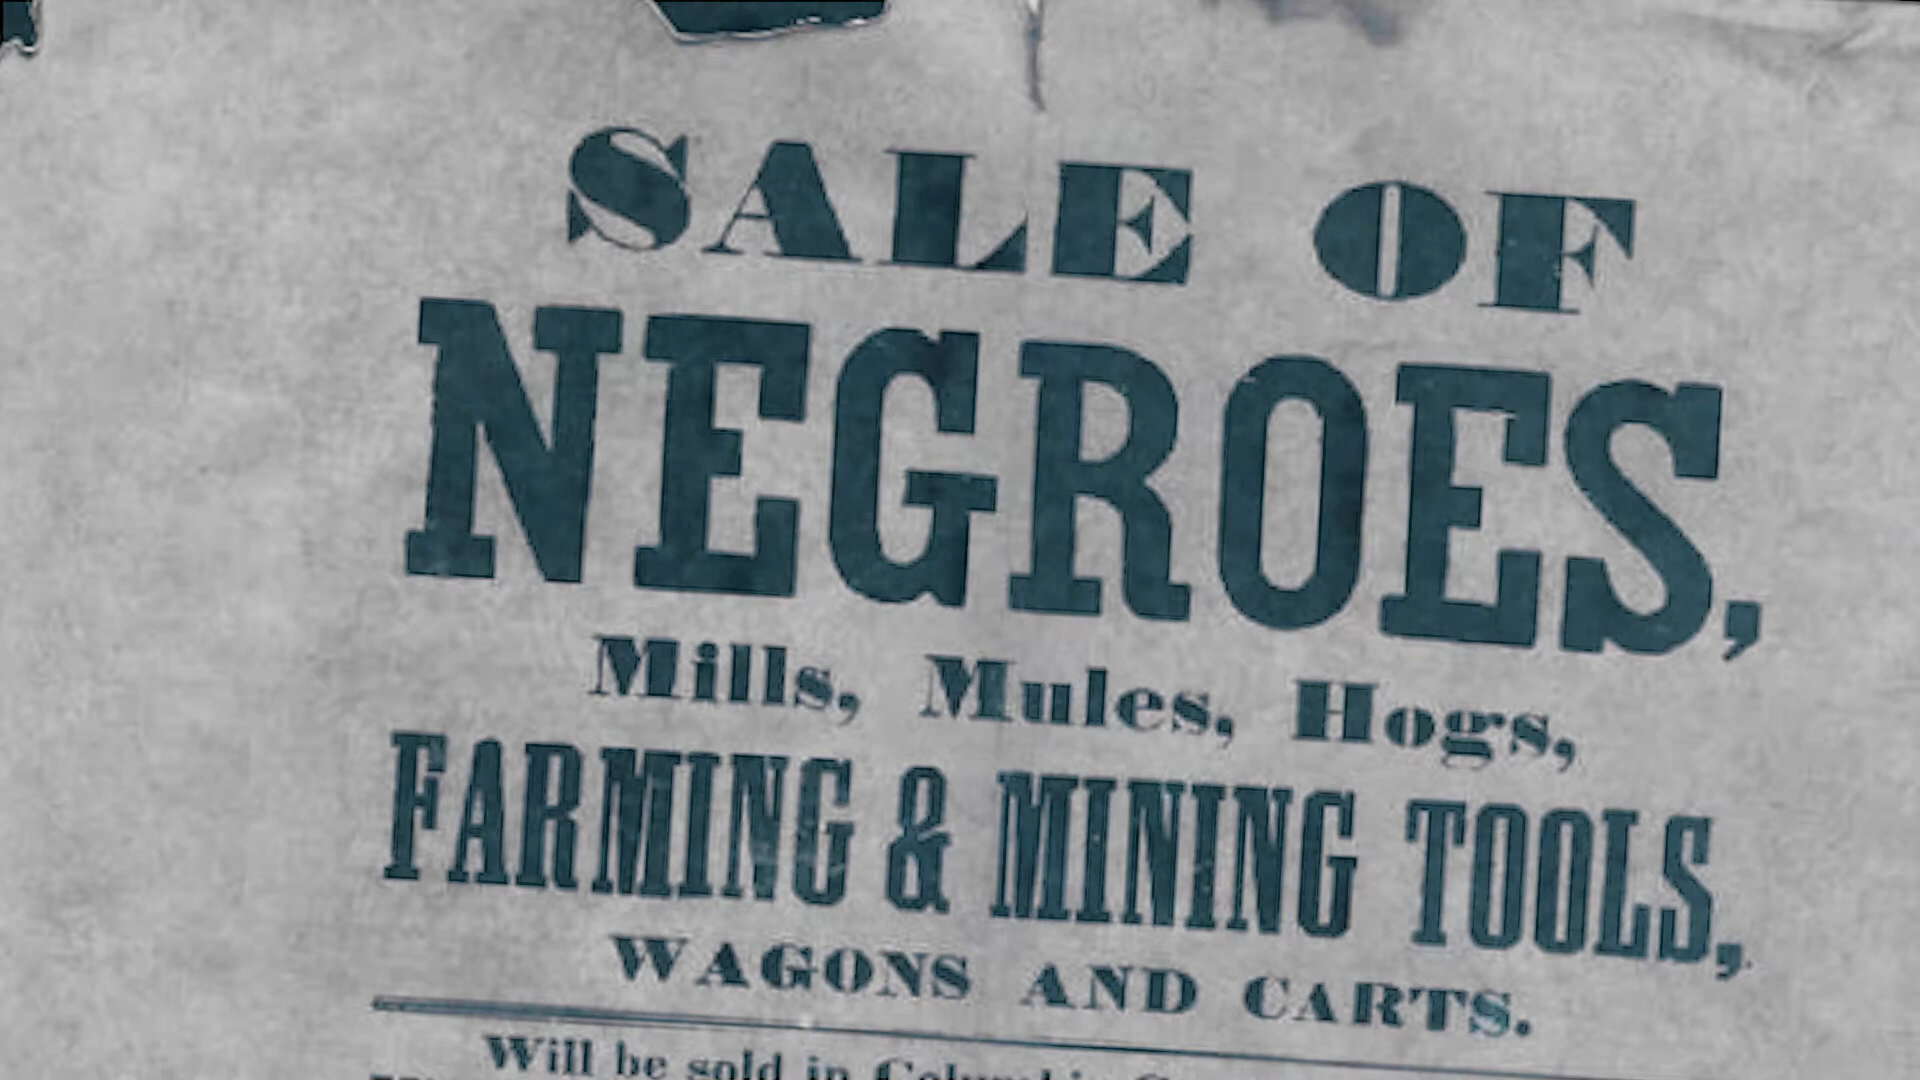 SALE OF
NEGROES,
Mills, Mules, Hogs,
FARMING & MINING TOOLS,
WAGONS AND CARTS.
Will be sold in